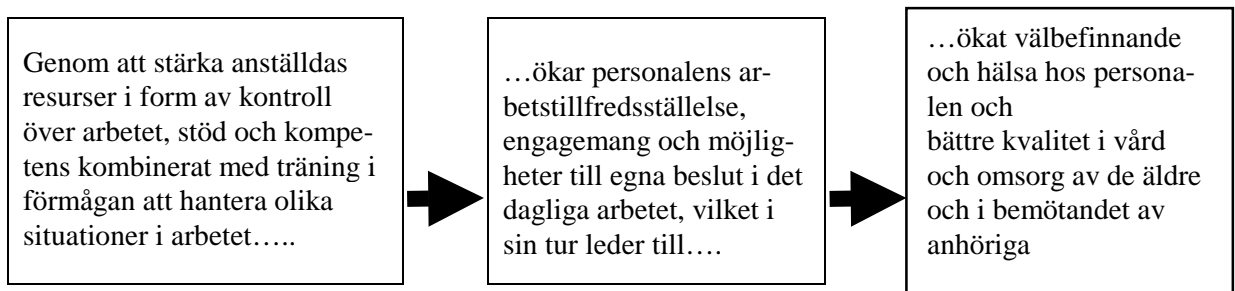 Genom att stärka anställdas
resurser i form av kontroll
över arbetet, stöd och kompe-
tens kombinerat med träning i
förmågan att hantera olika
situationer i arbetet…..
…ökar personalens ar-
betstillfredsställelse,
engagemang och möjlig-
heter till egna beslut i det
dagliga arbetet, vilket i
sin tur leder till….
…ökat välbefinnande
och hälsa hos persona-
len och
bättre kvalitet i vård
och omsorg av de äldre
och i bemötandet av
anhöriga